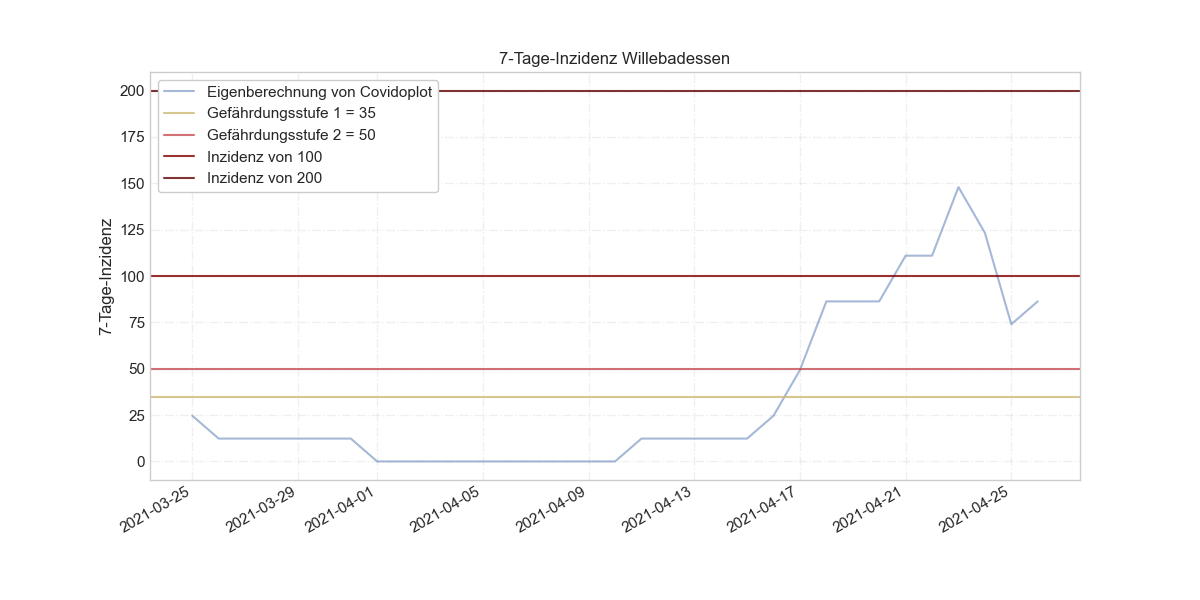 7-Tage-Inzidenz Willebadessen
Eigenberechnung von Covidoplot
Gefährdungsstufe 1 = 35
Gefährdungsstufe 2 = 50
Inzidenz von 100
Inzidenz von 200
7-Tage-Inzidenz
200
175
150
125
100
75
50
25
0
2021-03-25
2021-03-29
2021-04-01
2021-04-05
2021-04-09
2021-04-13
2021-04-17
2021-04-21
2021-04-25